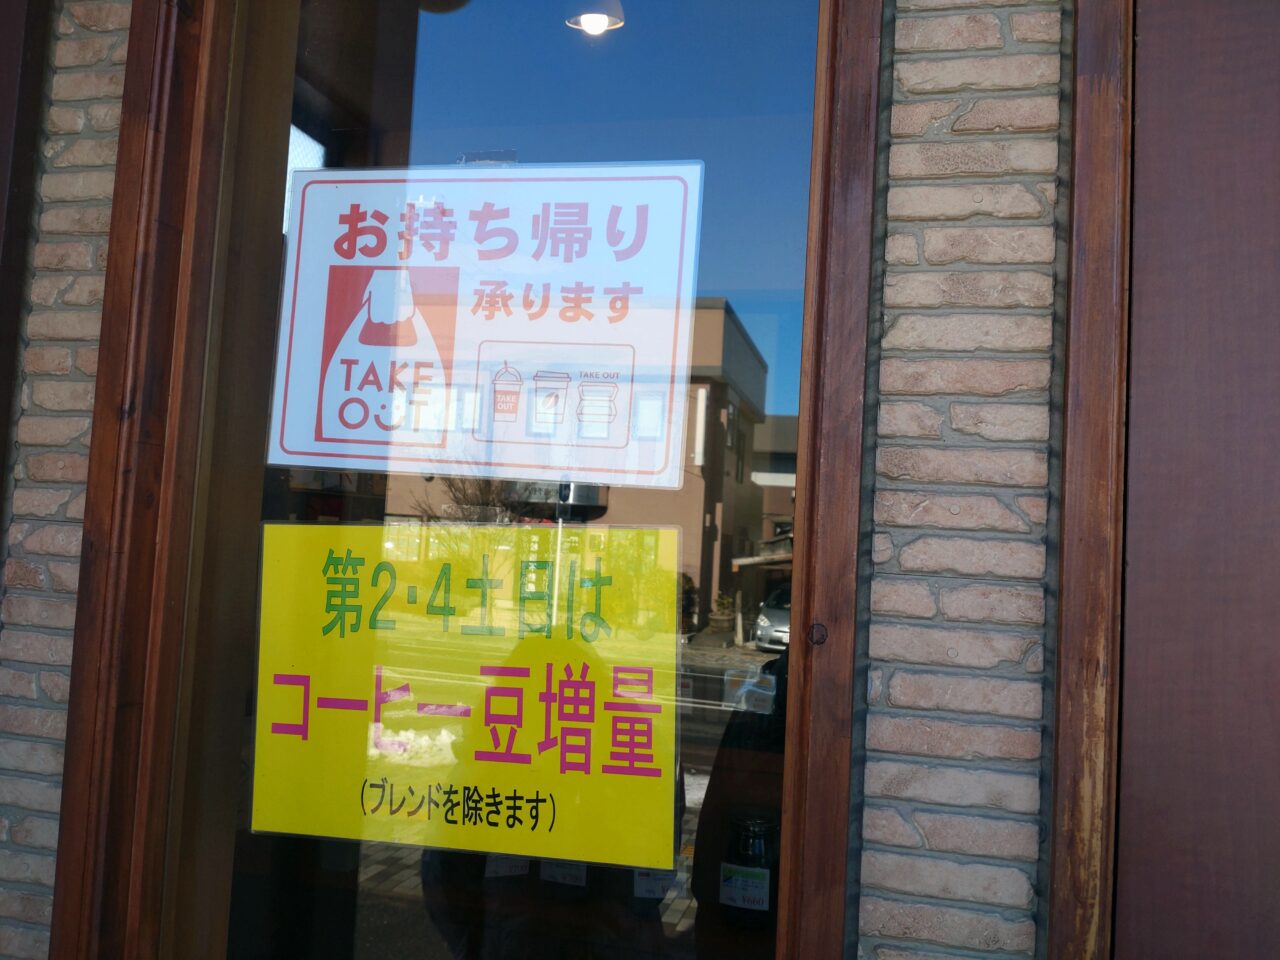 お持ち帰り
承ります
TAKE
OUT
TAKE
OUT
TAKE OUT
第2・4土日は
コーヒー豆増量
(ブレンドを除きます)
¥660